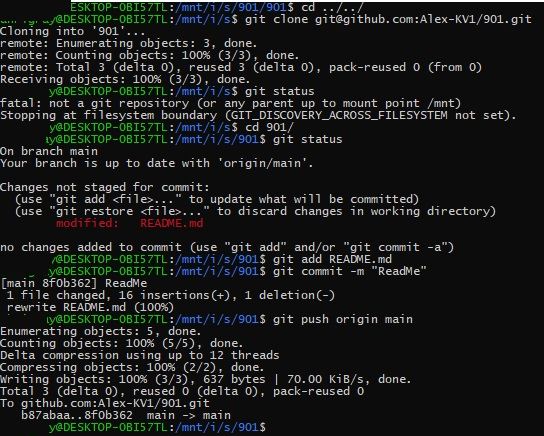 ESKTOP-OBI57TL:/mnt/i/s/901/901$ cd ../../
y@DESKTOP-OBI57TL:/mnt/i/s$ git clone git@github.com:Alex-KV1/901.git
Cloning into '901'...
remote: Enumerating objects: 3, done.
remote: Counting objects: 100% (3/3), done.
remote: Total 3 (delta 0), reused 3 (delta 0), pack-reused 0 (from 0)
Receiving objects: 100% (3/3), done.
y@DESKTOP-OBI57TL:/mnt/i/s$ git status
fatal: not a git repository (or any parent up to mount point /mnt)
Stopping at filesystem boundary (GIT_DISCOVERY_ACROSS_FILESYSTEM not set).
y@DESKTOP-OBI57TL:/mnt/i/s$ cd 901/
y@DESKTOP-OBI57TL:/mnt/i/s/901$ git status
On branch main
Your branch is up to date with 'origin/main'.
Changes not staged for commit:
(use "git add <file>..." to update what will be committed)
(use "git restore <file>..." to discard changes in working directory)
modified: README.md
no changes added to commit (use "git add" and/or "git commit -a")
y@DESKTOP-OBI57TL:/mnt/i/s/901$ git add README.md
y@DESKTOP-OBI57TL:/mnt/i/s/901$ git commit -m "ReadMe"
[main 8f0b362] ReadMe
1 file changed, 16 insertions(+), 1 deletion(-)
rewrite README.md (100%)
y@DESKTOP-OBI57TL:/mnt/i/s/901$ git push origin main
Enumerating objects: 5, done.
Counting objects: 100% (5/5), done.
Delta compression using up to 12 threads
Compressing objects: 100% (2/2), done.
Writing objects: 100% (3/3), 637 bytes | 70.00 KiB/s, done.
Total 3 (delta 0), reused 0 (delta 0), pack-reused 0
To github.com:Alex-KV1/901.git
b87abaa..8f0b362 main -> main
y@DESKTOP-OBI57TL:/mnt/i/s/901$